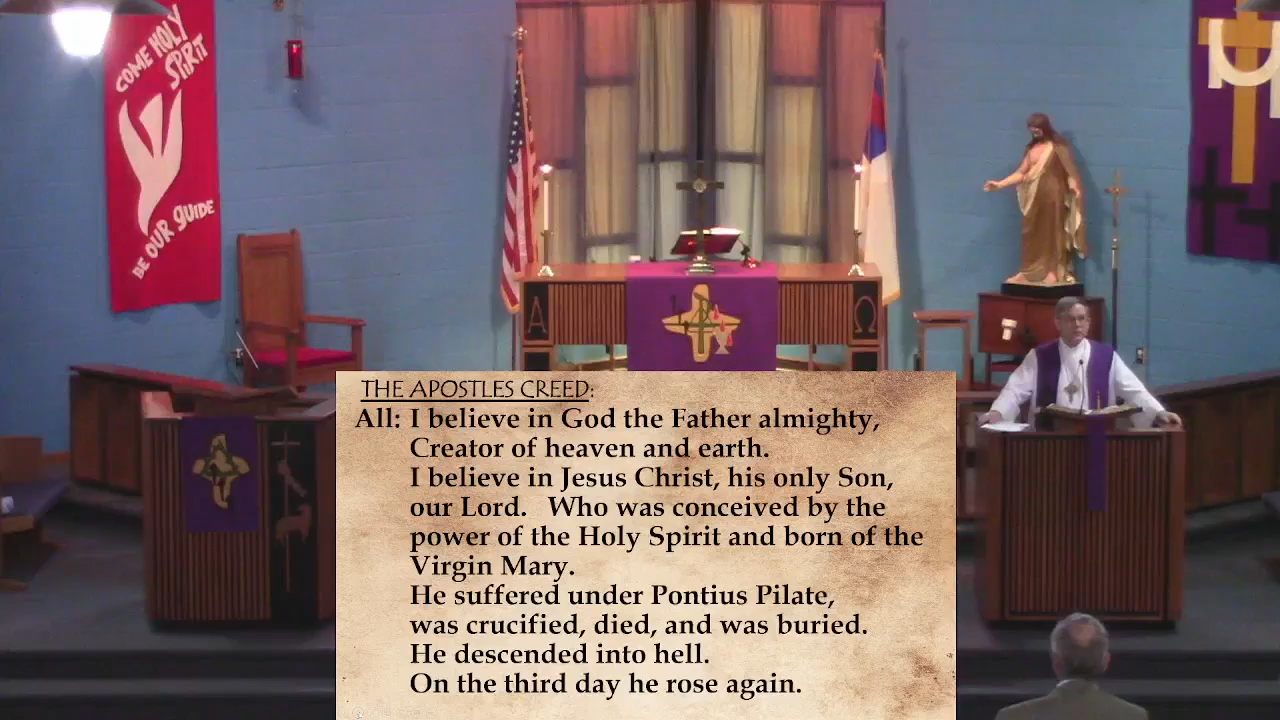 COME HOLY
SPIRIT
BE OUR GUIDE
Α
Ω
THE APOSTLES CREED:
All: I believe in God the Father almighty,
Creator of heaven and earth.
I believe in Jesus Christ, his only Son,
our Lord. Who was conceived by the
power of the Holy Spirit and born of the
Virgin Mary.
He suffered under Pontius Pilate,
was crucified, died, and was buried.
He descended into hell.
On the third day he rose again.